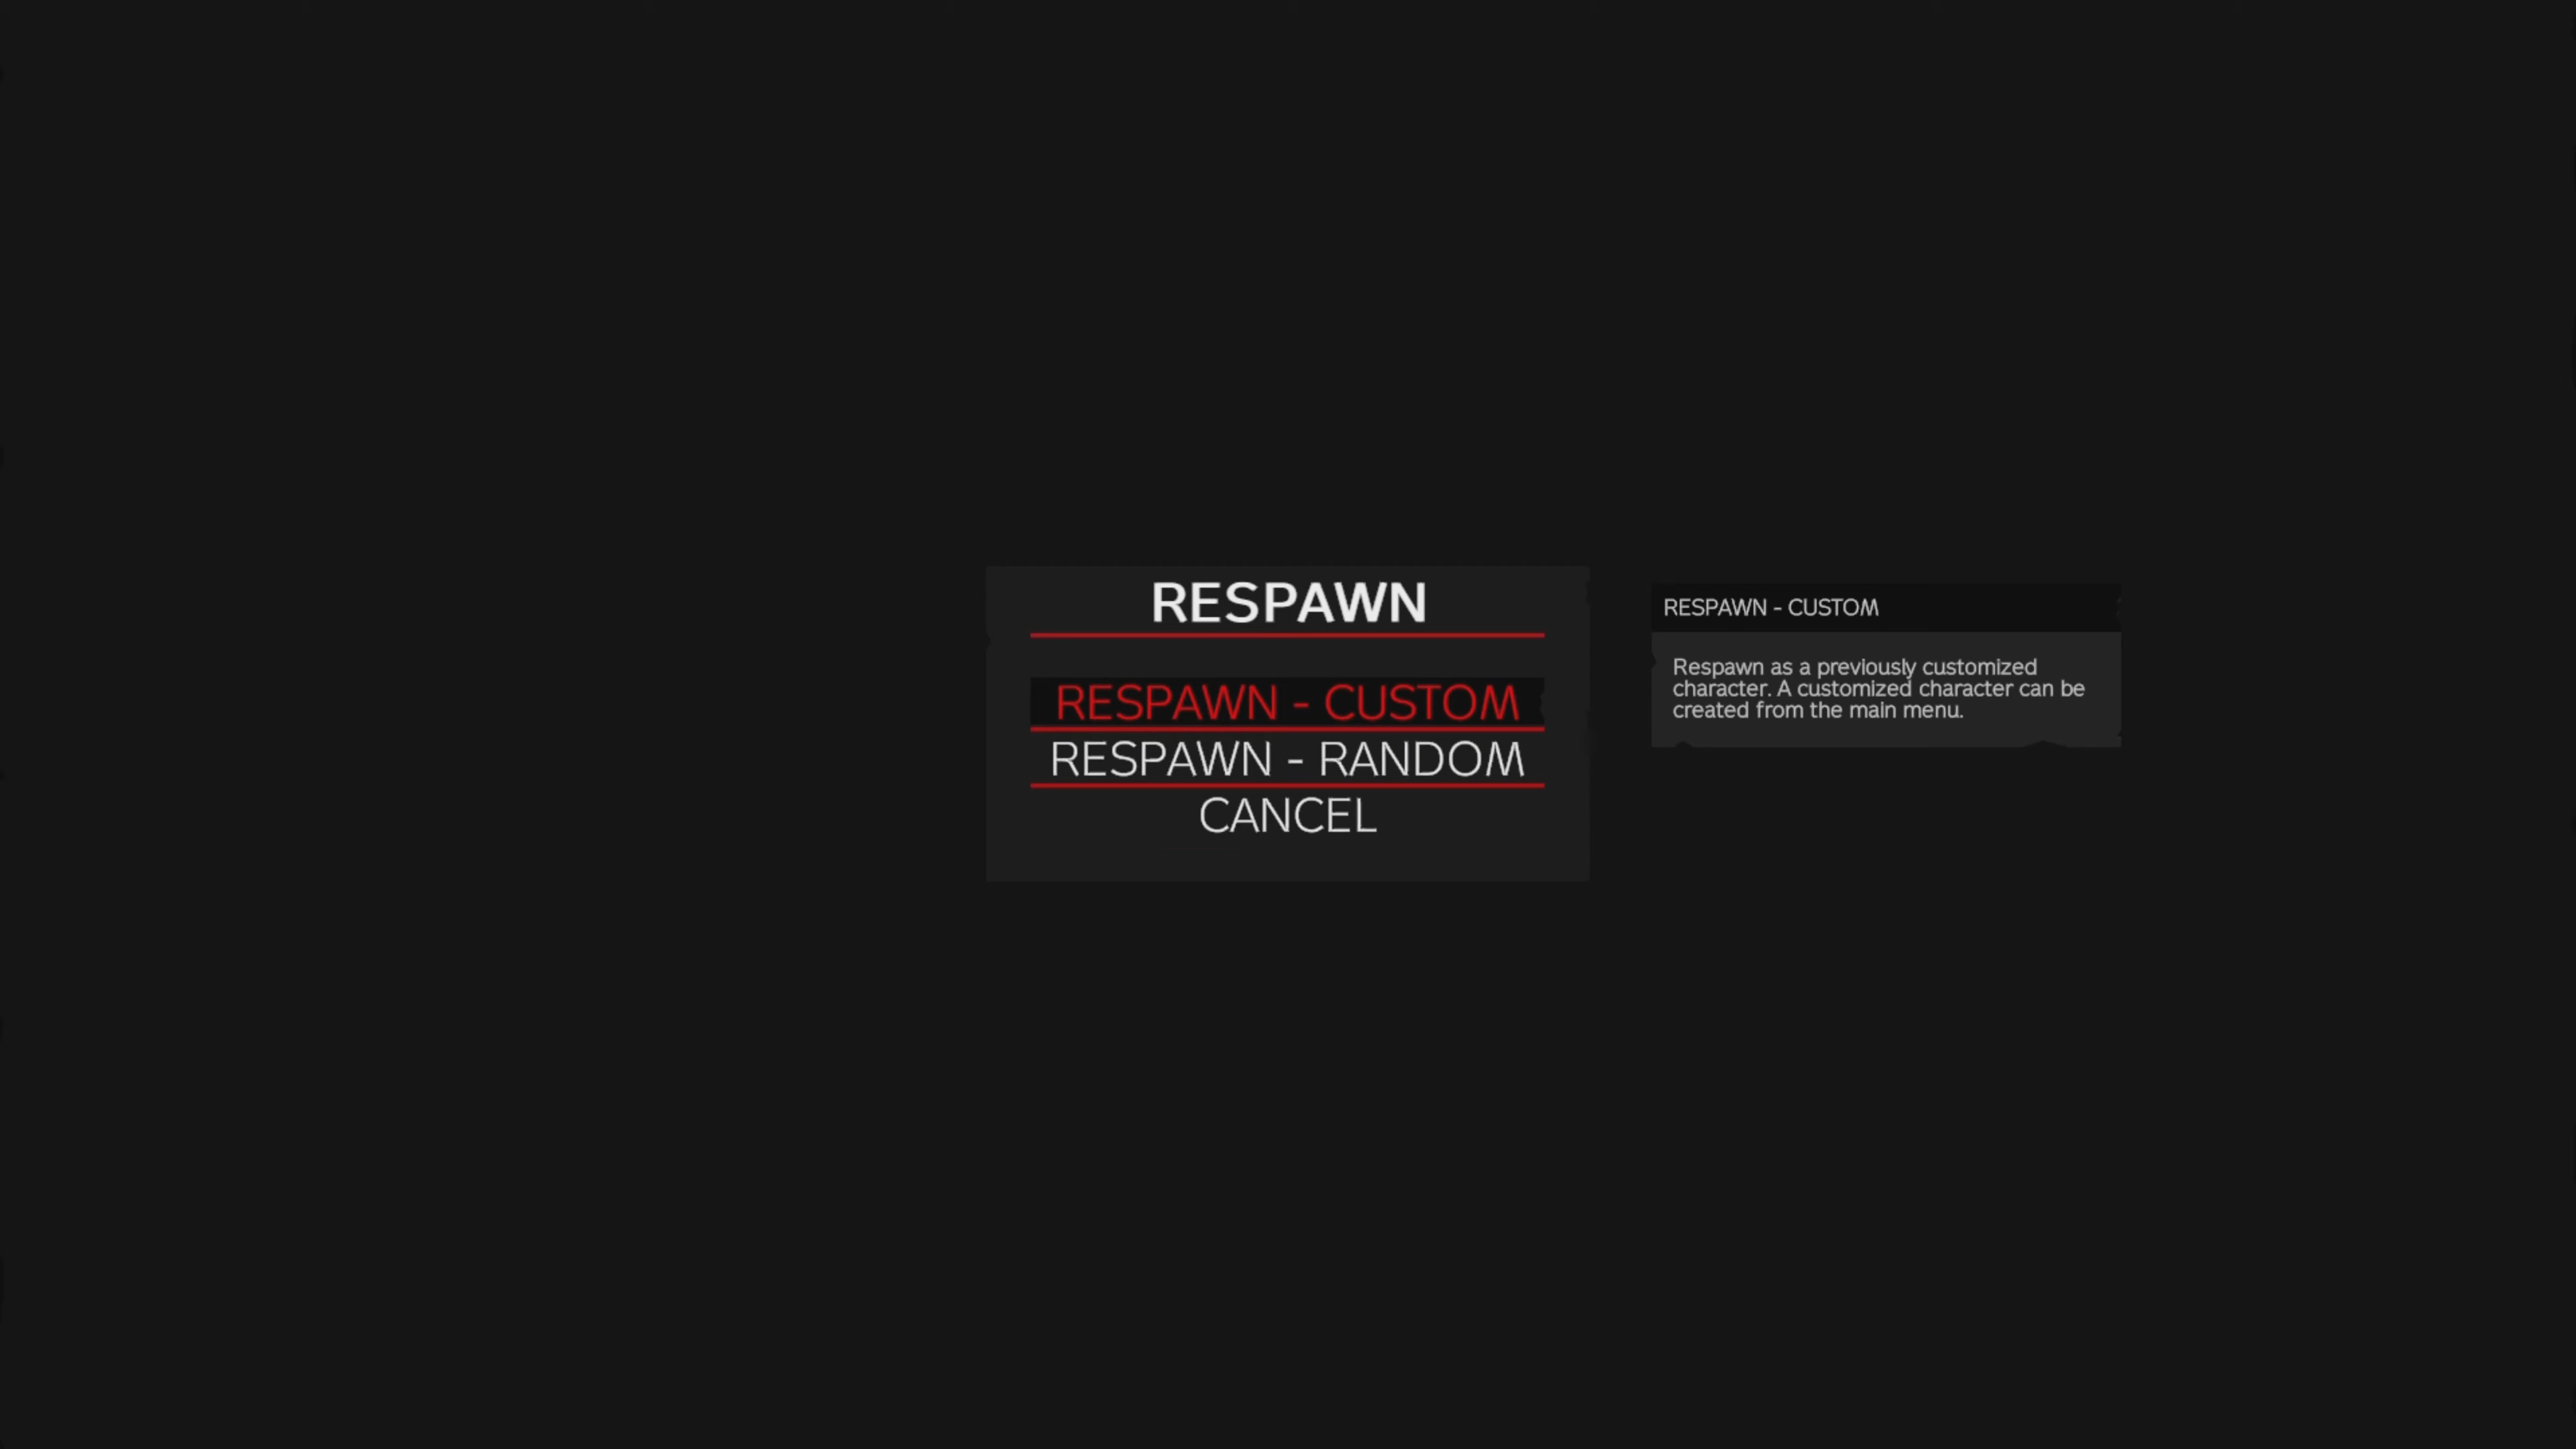 RESPAWN
RESPAWN - CUSTOM
RESPAWN - RANDOM
CANCEL
RESPAWN - CUSTOM
Respawn as a previously customized
character. A customized character can be
created from the main menu.